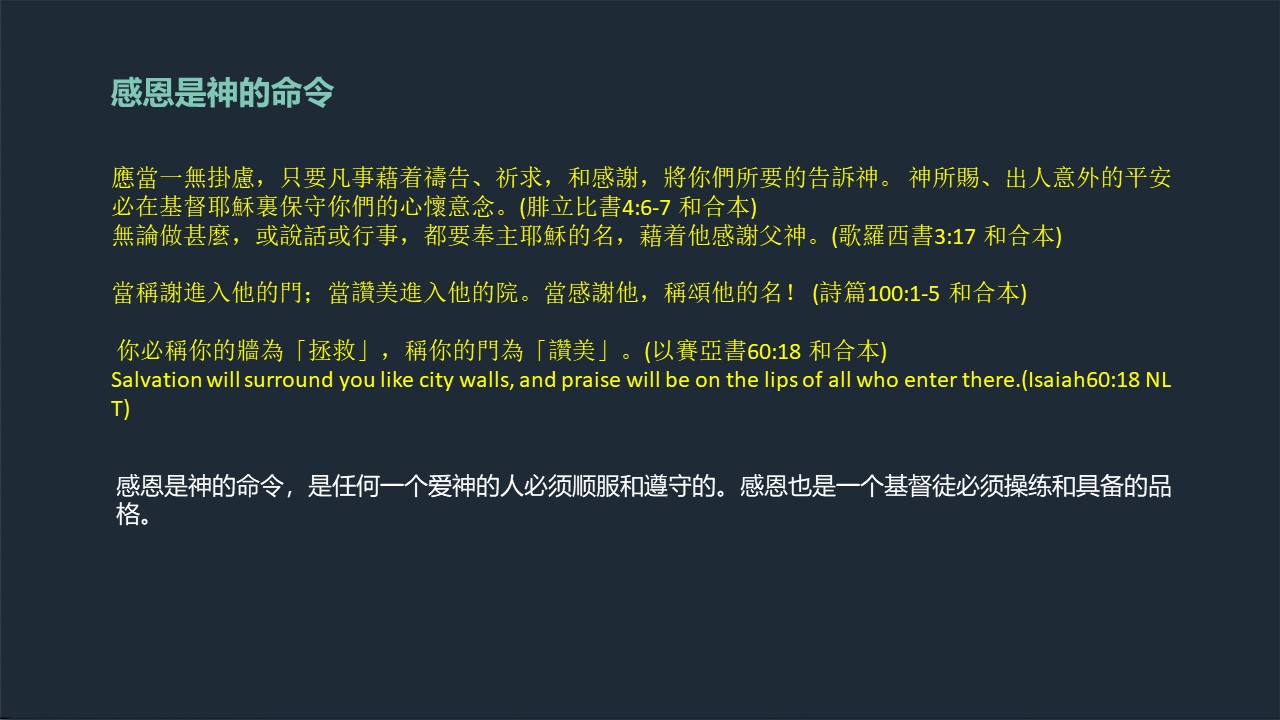 感恩是神的命令
應當一無掛慮，只要凡事藉着禱告、祈求，和感謝，將你們所要的告訴神。 神所賜、出人意外的平安
必在基督耶穌裏保守你們的心懷意念。(腓立比書4:6-7 和合本)
無論做甚麼，或說話或行事，都要奉主耶穌的名，藉着他感謝父神。(歌羅西書3:17 和合本)
當稱謝進入他的門；當讚美進入他的院。當感謝他，稱頌他的名！ (詩篇100:1-5 和合本)
你必稱你的牆為「拯救」，稱你的門為「讚美」。(以賽亞書60:18 和合本)
Salvation will surround you like city walls, and praise will be on the lips of all who enter there.(Isaiah60:18 NL
T)
感恩是神的命令，是任何一个爱神的人必须顺服和遵守的。感恩也是一个基督徒必须操练和具备的品
格。